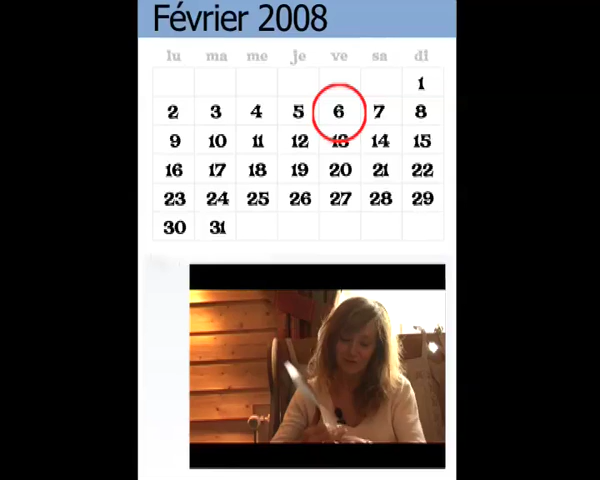 Février 2008
lu ma me je ve sa di
1
2 3 4 5 6 7 8
9 10 11 12 13 14 15
16 17 18 19 20 21 22
23 24 25 26 27 28 29
30 31